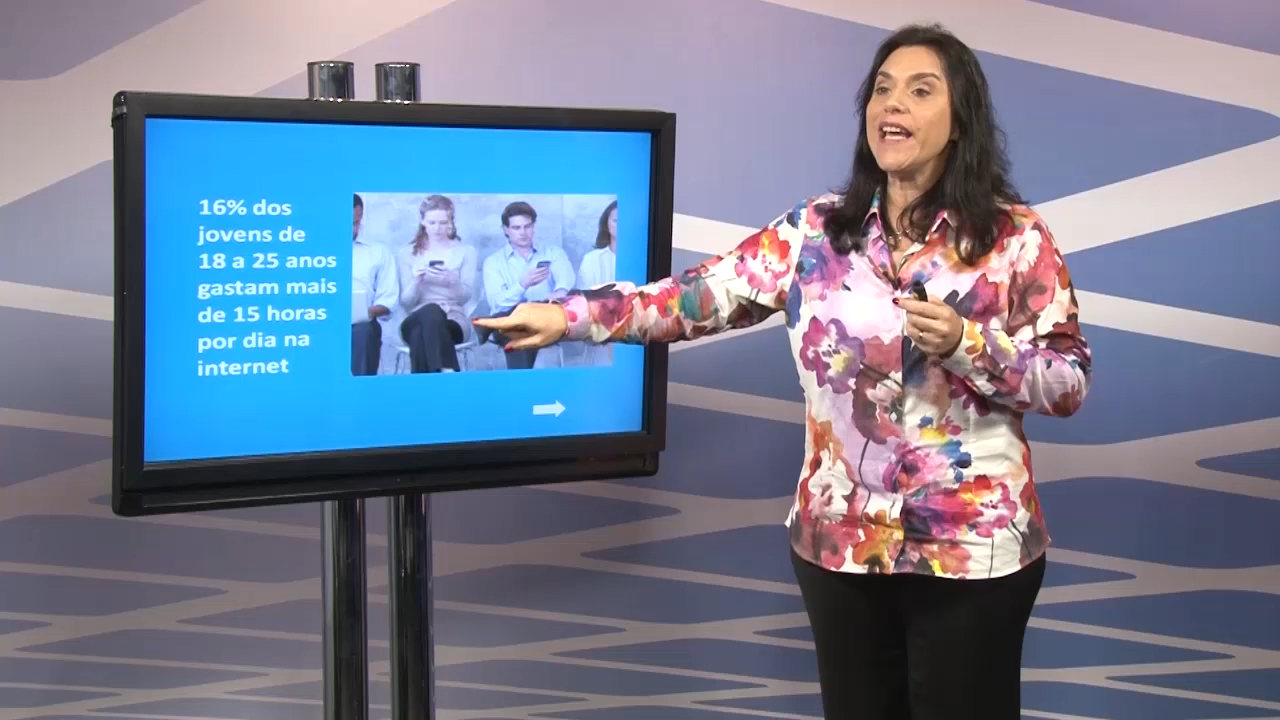 16% dos
jovens de
18 a 25 anos
gastam mais
de 15 horas
por dia na
internet